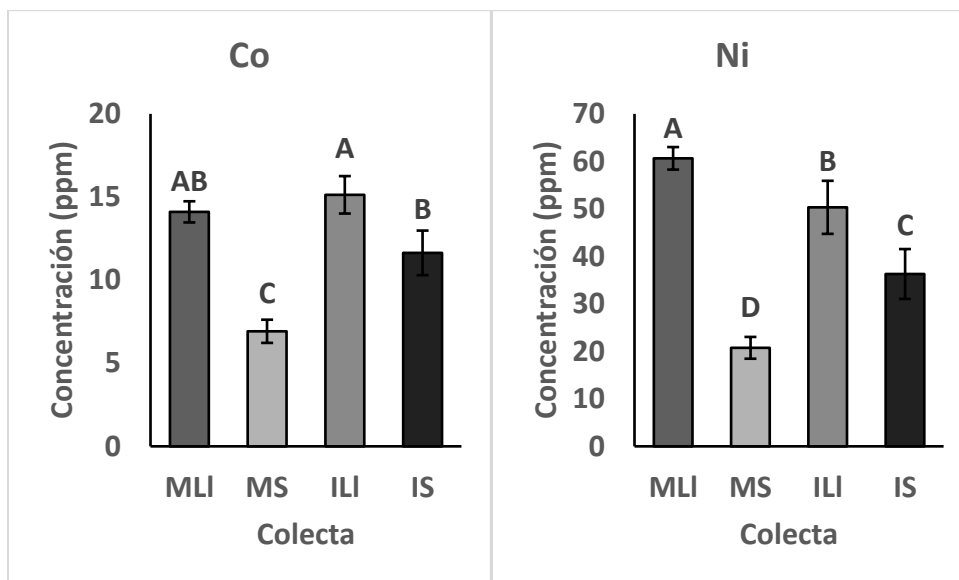 Co
Concentración (ppm)
20
15
10
5
0
AB
C
A
B
MLl MS ILl IS
Colecta
Ni
Concentración (ppm)
70
60
50
40
30
20
10
0
A
D
B
C
MLl MS ILl IS
Colecta